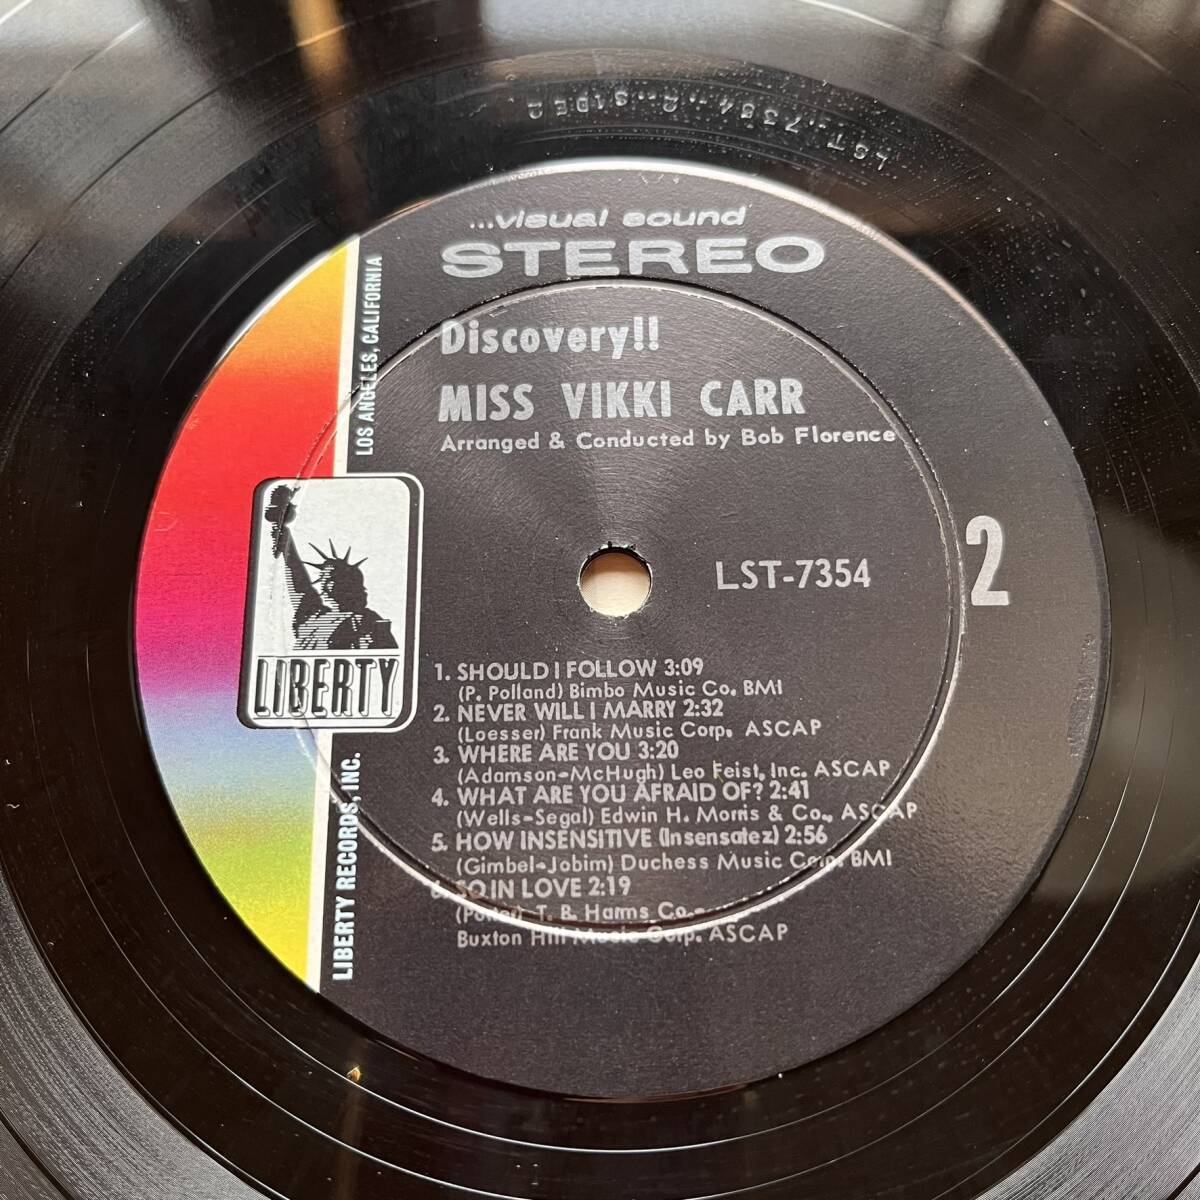 LST-7354-2 SIDE 2
...visual sound
STEREO
Discovery!!
MISS VIKKI CARR
Arranged & Conducted by Bob Florence
LOS ANGELES, CALIFORNIA
LIBERTY
LIBERTY RECORDS, INC.
LST-7354
2
1. SHOULD I FOLLOW 3:09
(P. Polland) Bimbo Music Co. BMI
2. NEVER WILL I MARRY 2:32
(Loesser) Frank Music Corp. ASCAP
3. WHERE ARE YOU 3:20
(Adamson-McHugh) Leo Feist, Inc. ASCAP
4. WHAT ARE YOU AFRAID OF? 2:41
(Wells-Segal) Edwin H. Morris & Co., ASCAP
5. HOW INSENSITIVE (Insensatez) 2:56
(Gimbel-Jobim) Duchess Music Corp. BMI
6. SO IN LOVE 2:19
(Porter) T. B. Harms Co.-
Buxton Hill Music Corp. ASCAP